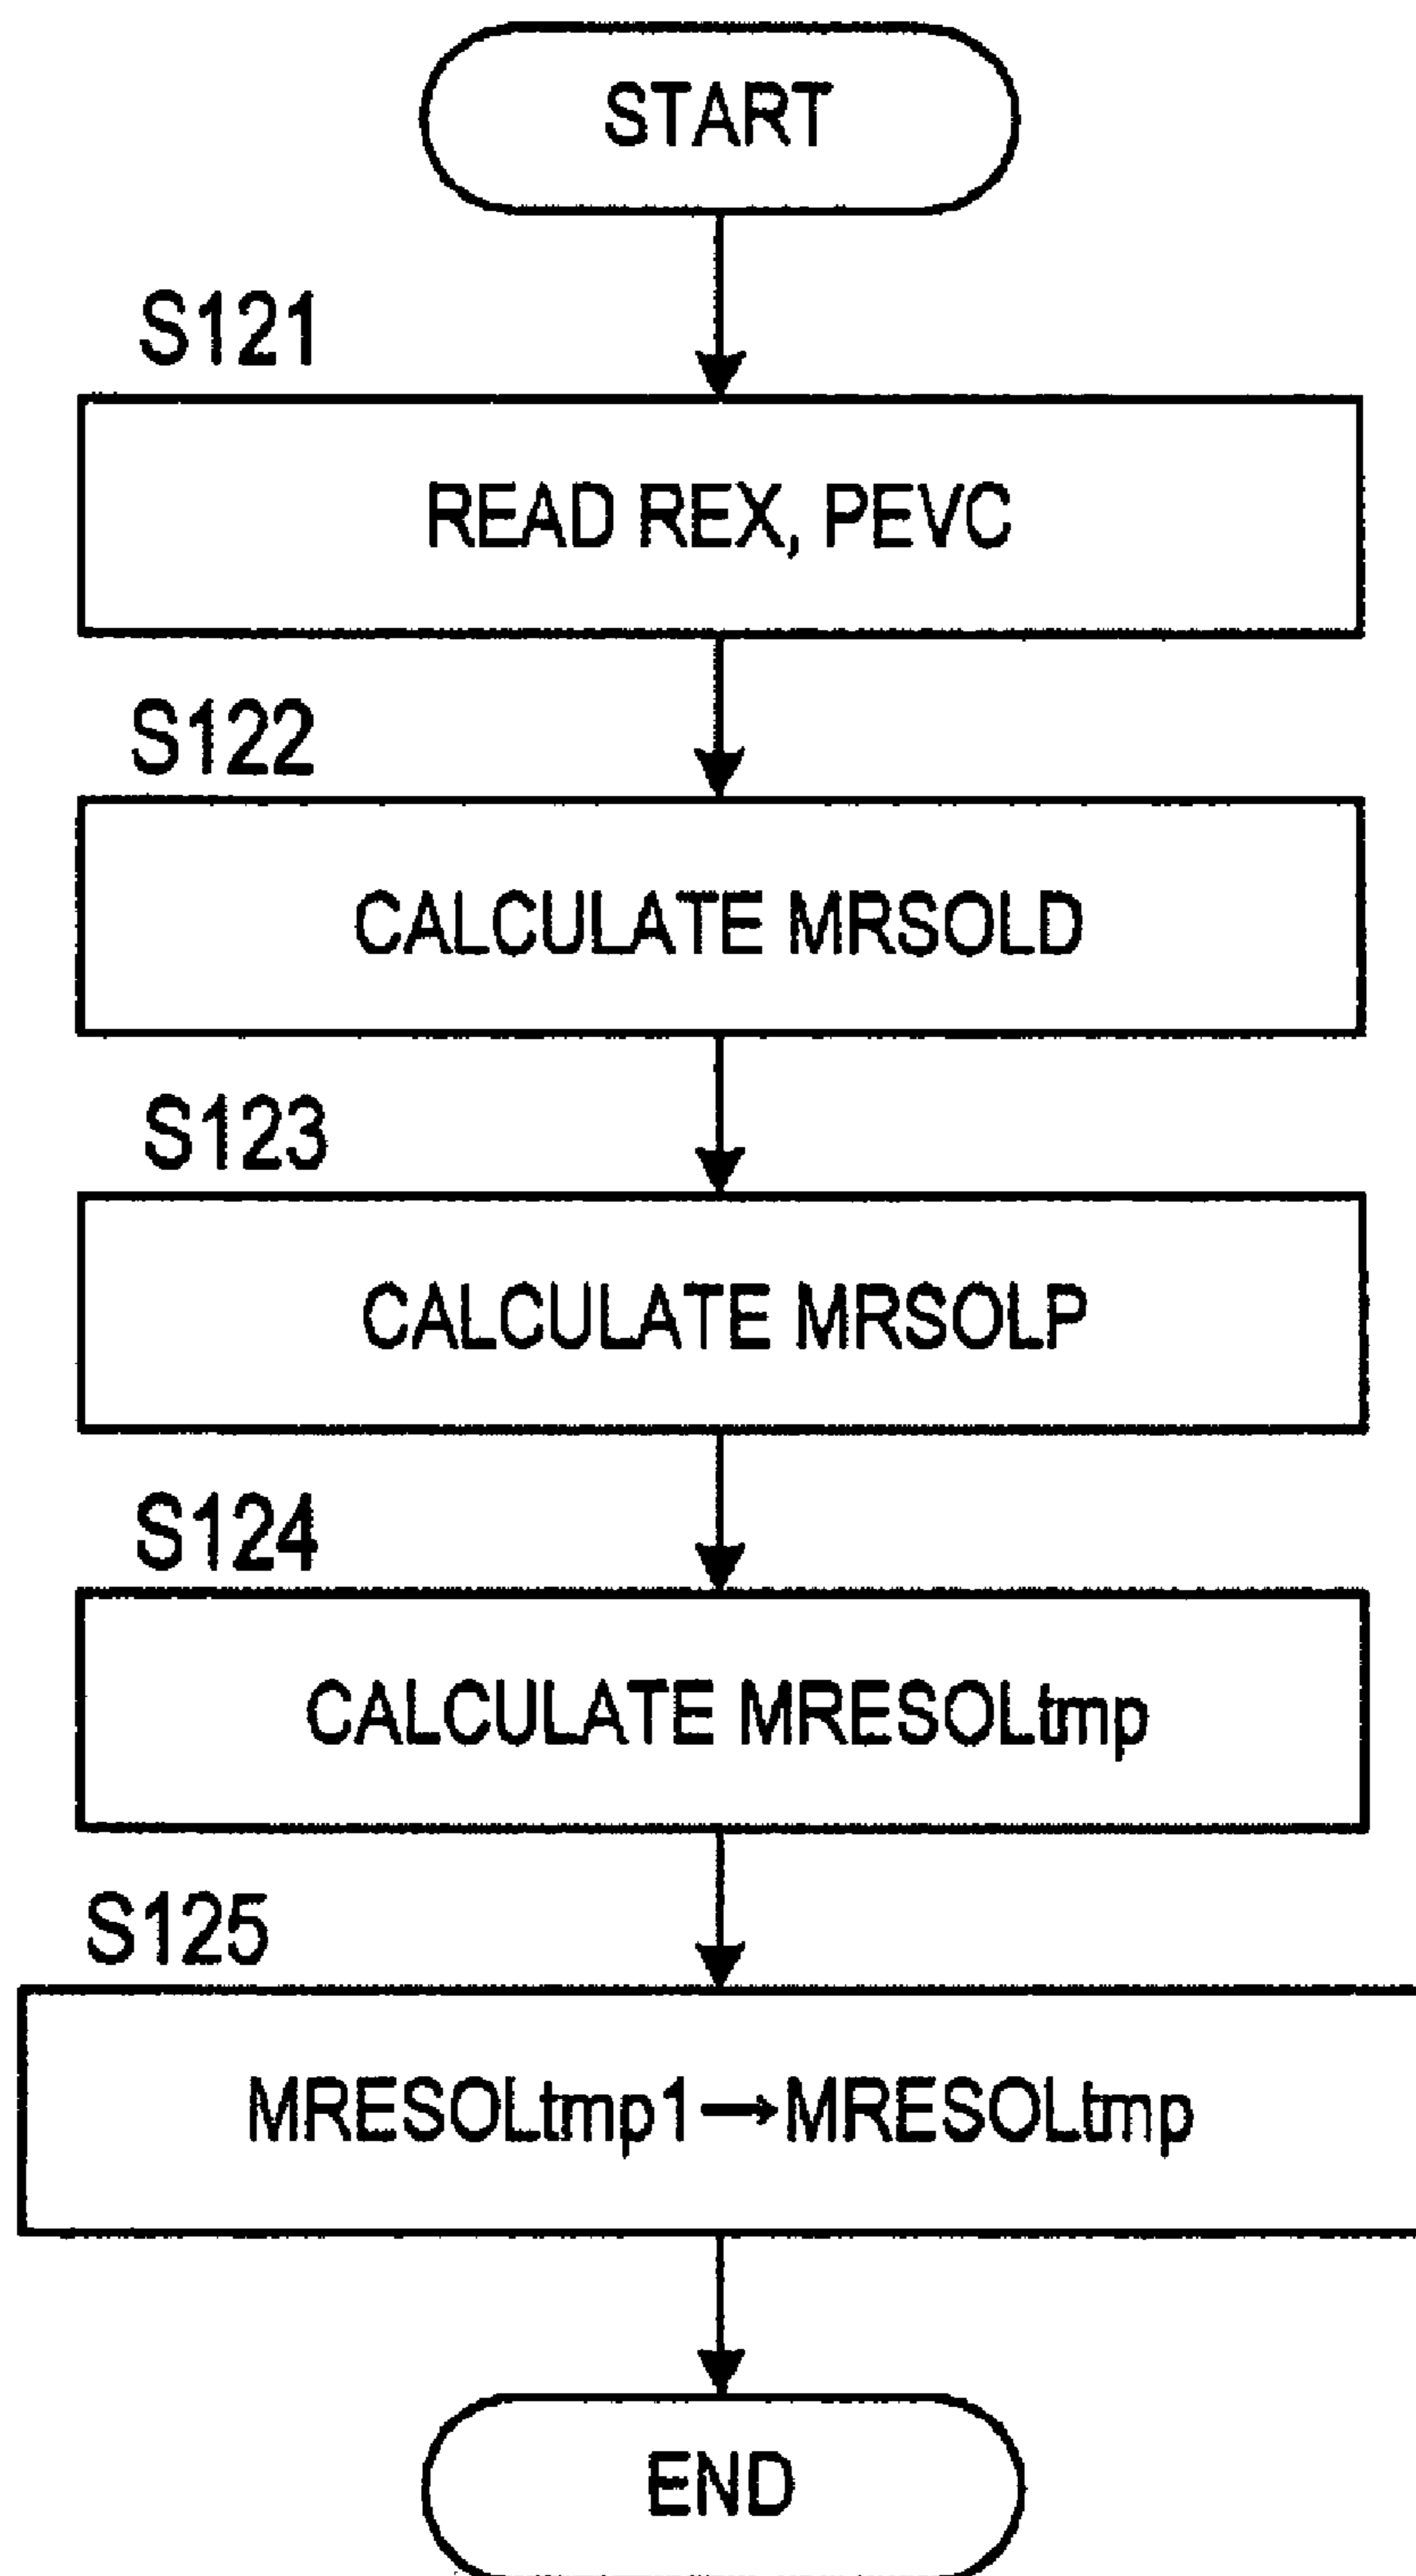 START
S121
READ REX, PEVC
S122
CALCULATE MRSOLD
S123
CALCULATE MRSOLP
S124
CALCULATE MRESOLtmp
S125
MRESOLtmp1→MRESOLtmp
END